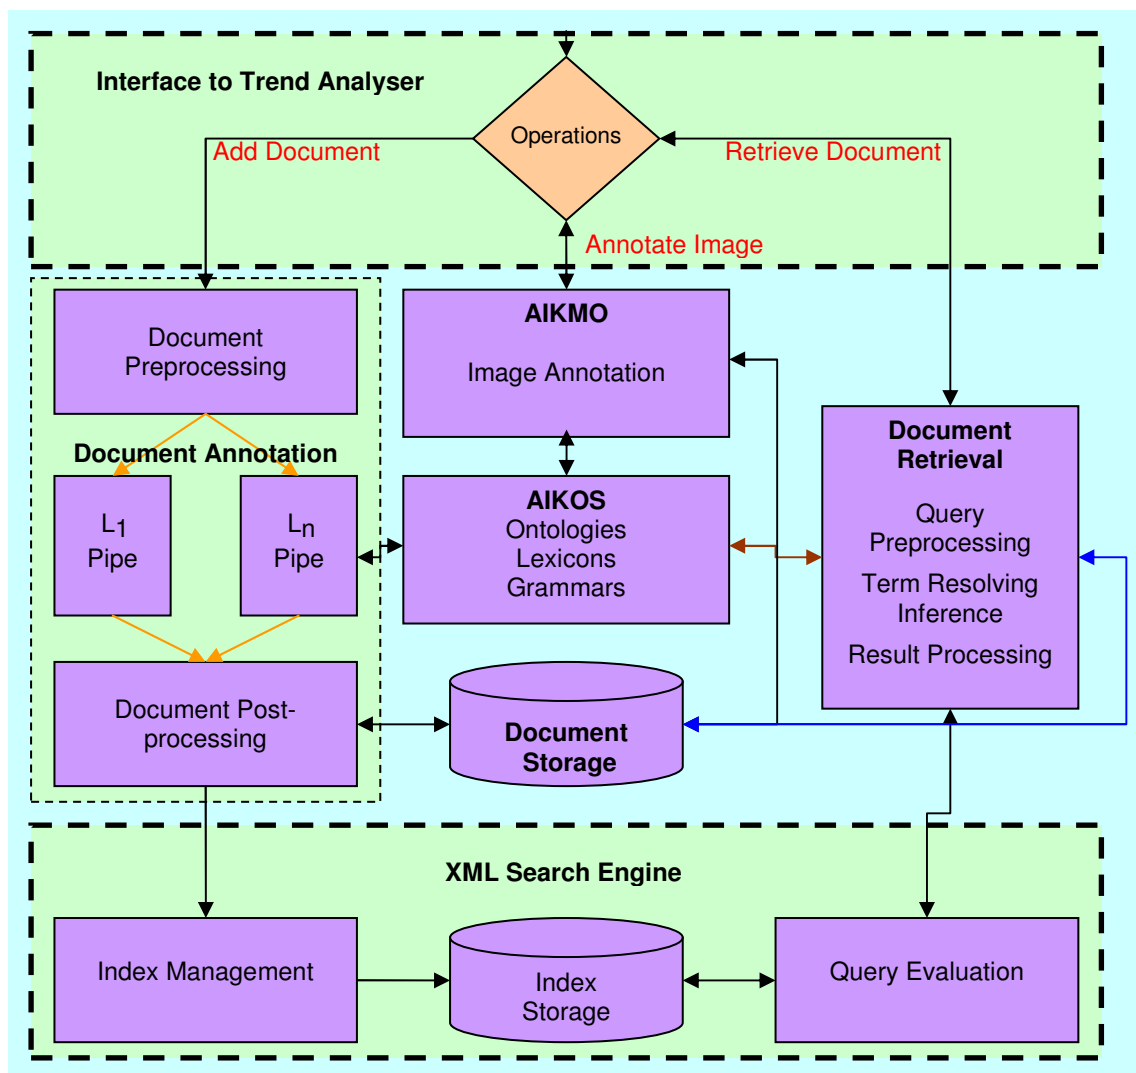 Interface to Trend Analyser
Operations
Add Document
Retrieve Document
Annotate Image
Document
Preprocessing
Document Annotation
L1
Pipe
Ln
Pipe
Document Post-
processing
AIKMO
Image Annotation
AIKOS
Ontologies
Lexicons
Grammars
Document
Storage
Document
Retrieval
Query
Preprocessing
Term Resolving
Inference
Result Processing
XML Search Engine
Index Management
Index
Storage
Query Evaluation